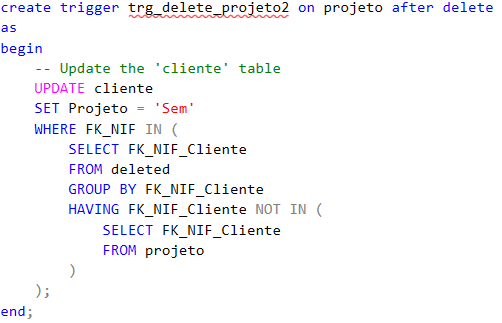 create trigger trg_delete_projeto2 on projeto after delete
as
begin
    -- Update the 'cliente' table
    UPDATE cliente
    SET Projeto = 'Sem'
    WHERE FK_NIF IN (
        SELECT FK_NIF_Cliente
        FROM deleted
        GROUP BY FK_NIF_Cliente
        HAVING FK_NIF_Cliente NOT IN (
            SELECT FK_NIF_Cliente
            FROM projeto
        )
    );
end;